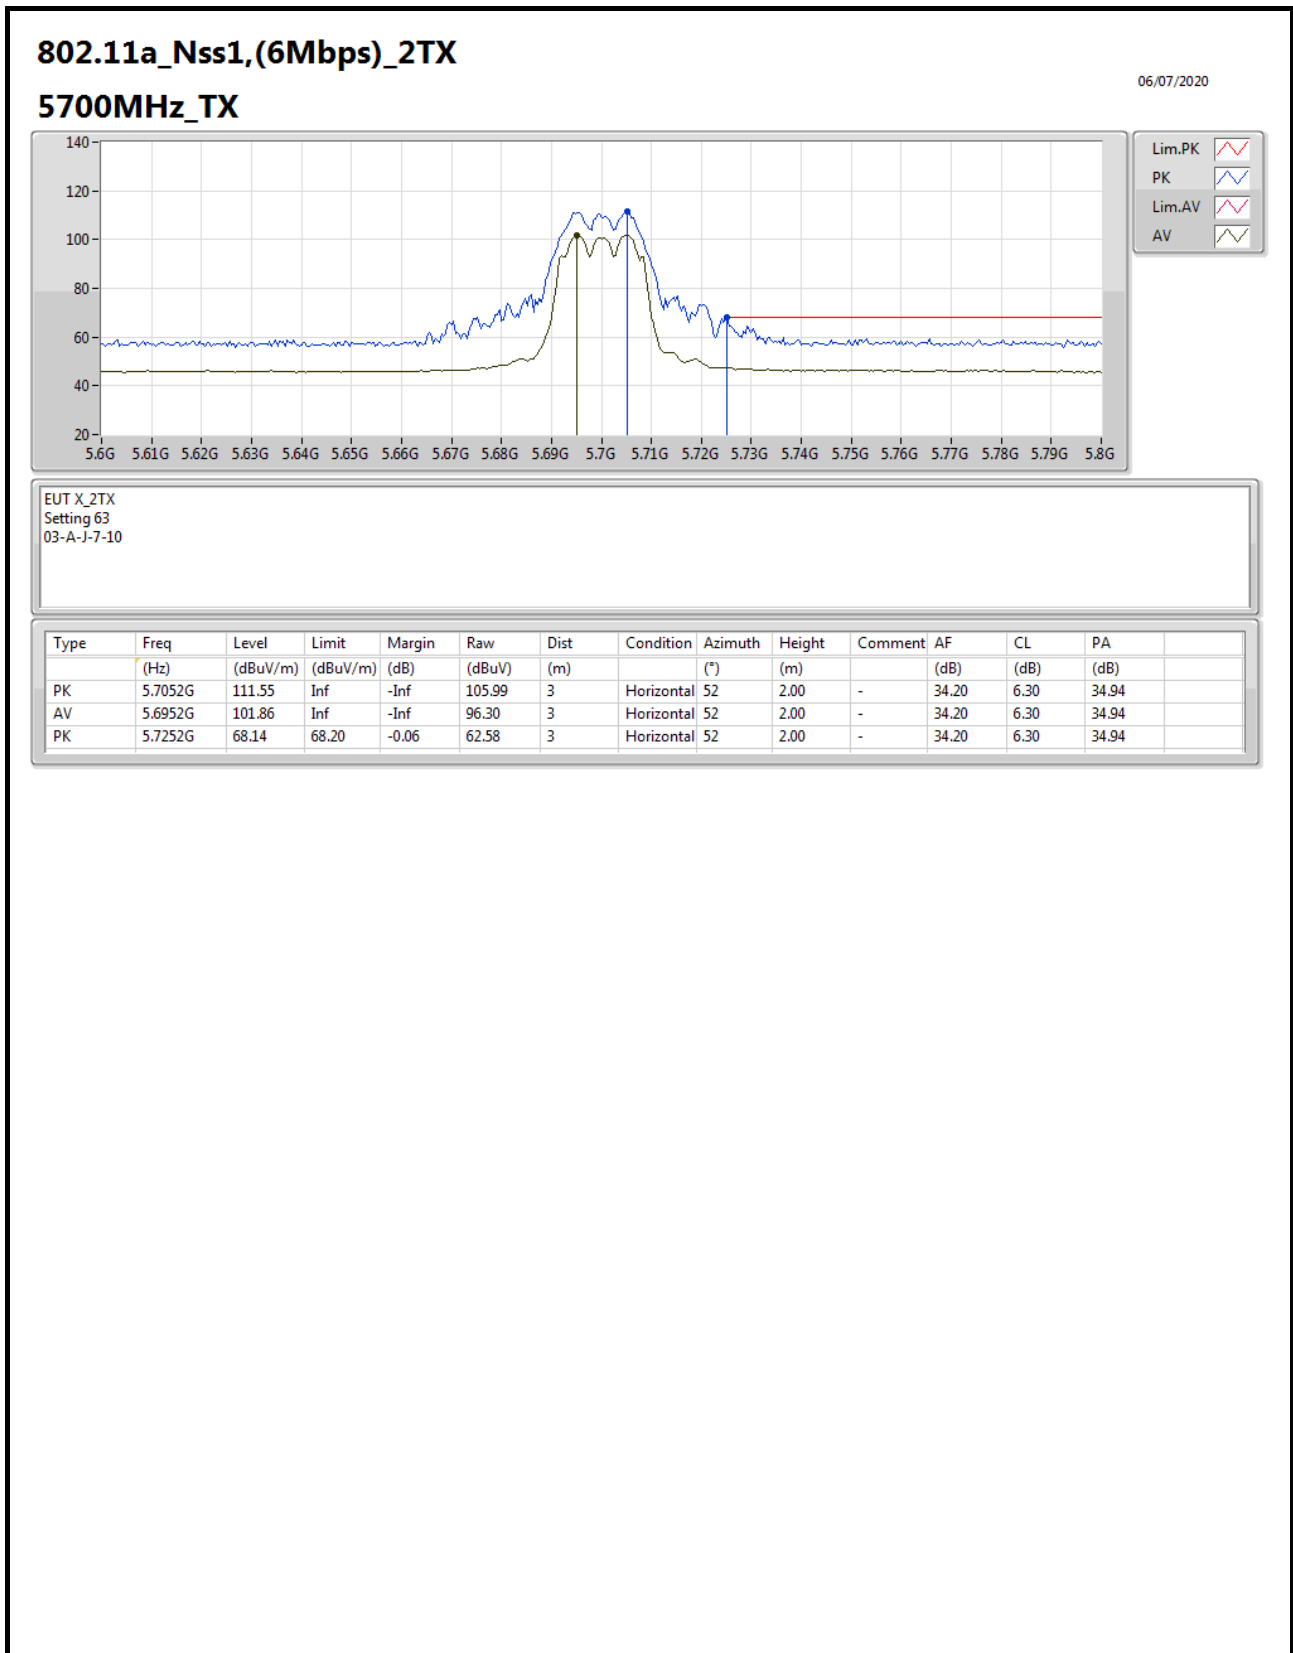 802.11a_Nss1,(6Mbps)_2TX
06/07/2020
5700MHz_TX
140
120
100
80
60
40
20
5.6G 5.61G 5.62G 5.63G 5.64G 5.65G 5.66G 5.67G 5.68G 5.69G 5.7G 5.71G 5.72G 5.73G 5.74G 5.75G 5.76G 5.77G 5.78G 5.79G 5.8G
Lim.PK
PK
Lim.AV
AV
EUT X_2TX
Setting 63
03-A-J-7-10
Type Freq Level Limit Margin Raw Dist Condition Azimuth Height Comment AF CL PA
(Hz) (dBuV/m) (dBuV/m) (dB) (dBuV) (m) (°) (m) (dB) (dB) (dB)
PK 5.7052G 111.55 Inf -Inf 105.99 3 Horizontal 52 2.00 - 34.20 6.30 34.94
AV 5.6952G 101.86 Inf -Inf 96.30 3 Horizontal 52 2.00 - 34.20 6.30 34.94
PK 5.7252G 68.14 68.20 -0.06 62.58 3 Horizontal 52 2.00 - 34.20 6.30 34.94